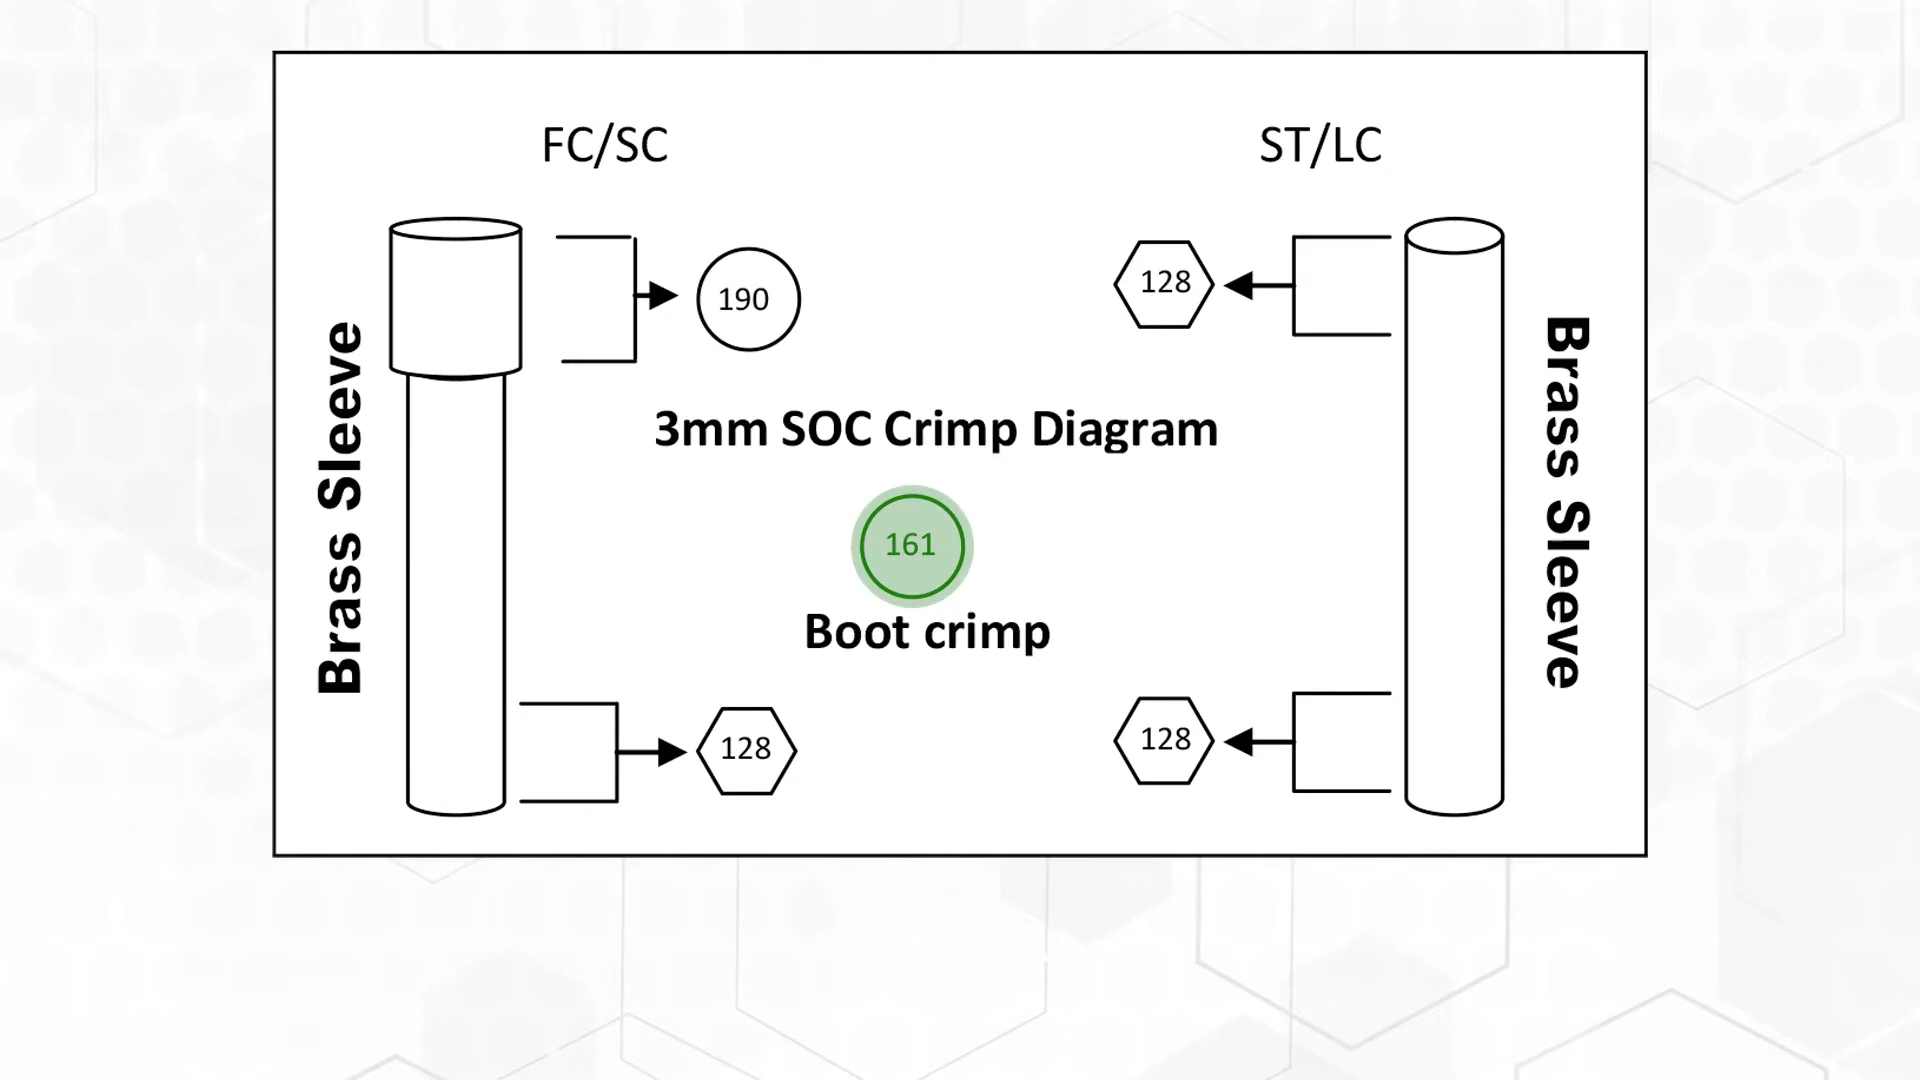 FC/SC
ST/LC
190
128
Brass Sleeve
3mm SOC Crimp Diagram
161
Boot crimp
Brass Sleeve
128
128